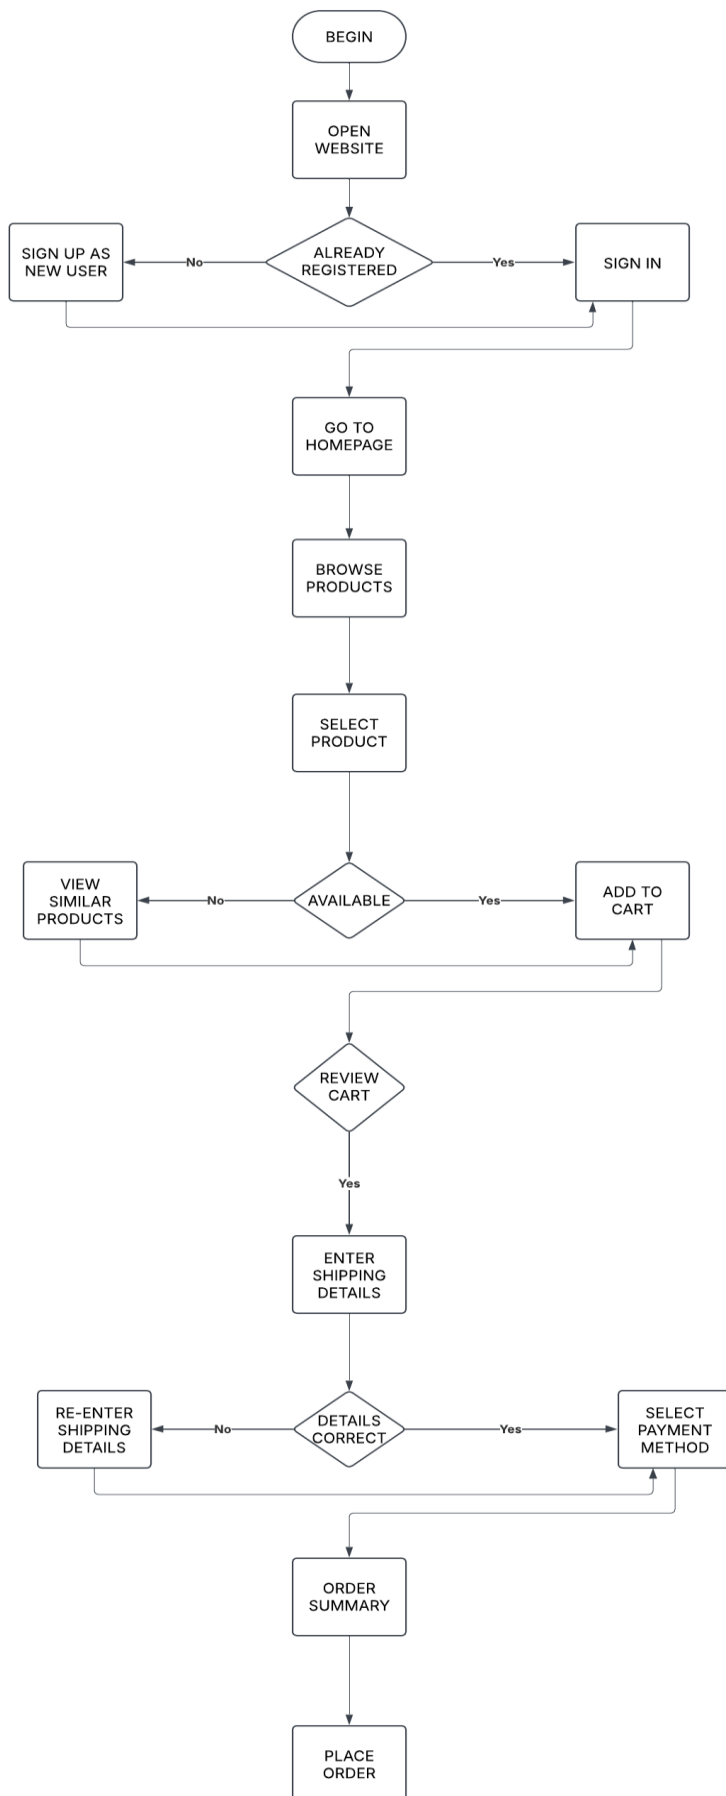 BEGIN
OPEN
WEBSITE
ALREADY
REGISTERED
No
Yes
SIGN UP AS
NEW USER
SIGN IN
GO TO
HOMEPAGE
BROWSE
PRODUCTS
SELECT
PRODUCT
AVAILABLE
No
Yes
VIEW
SIMILAR
PRODUCTS
ADD TO
CART
REVIEW
CART
Yes
ENTER
SHIPPING
DETAILS
DETAILS
CORRECT
No
Yes
RE-ENTER
SHIPPING
DETAILS
SELECT
PAYMENT
METHOD
ORDER
SUMMARY
PLACE
ORDER